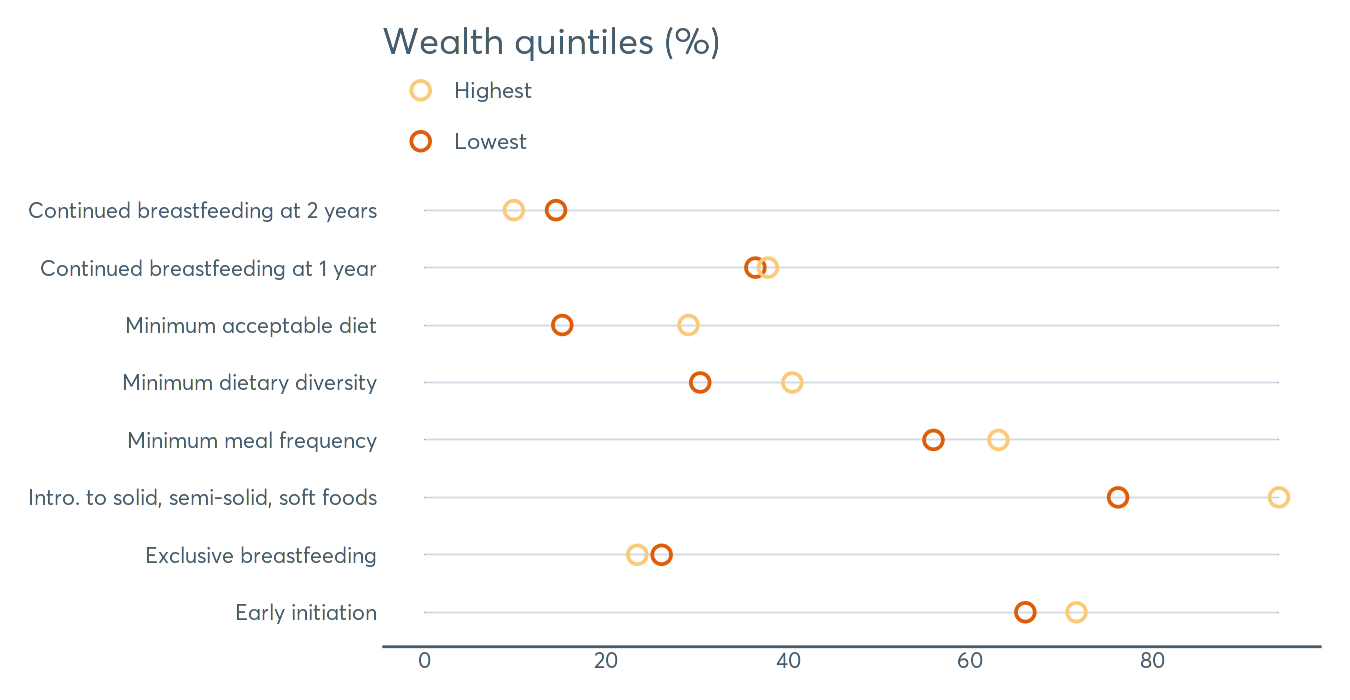 Wealth quintiles (%)
Highest
Lowest
Continued breastfeeding at 2 years
Continued breastfeeding at 1 year
Minimum acceptable diet
Minimum dietary diversity
Minimum meal frequency
Intro. to solid, semi-solid, soft foods
Exclusive breastfeeding
Early initiation
0 20 40 60 80